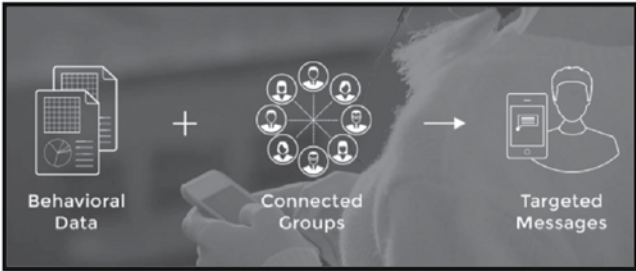 Behavioral
Data
+
Connected
Groups
Targeted
Messages